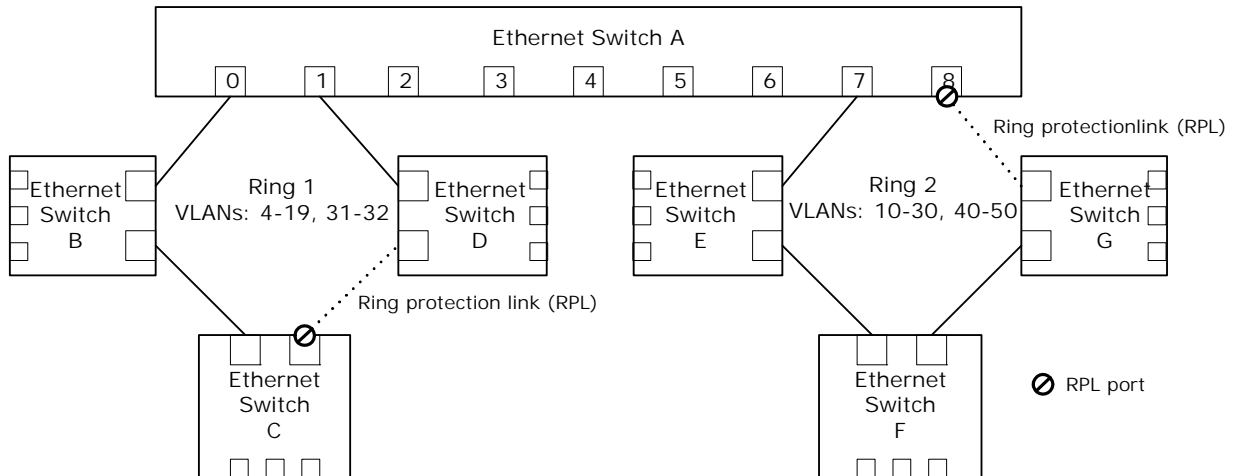 Ethernet Switch A
0 1 2 3 4 5 6 7 8
Ring protectionlink (RPL)
Ethernet
Switch
B
Ring 1
VLANs: 4-19, 31-32
Ethernet
Switch
D
Ethernet
Switch
E
Ring 2
VLANs: 10-30, 40-50
Ethernet
Switch
G
Ring protection link (RPL)
Ethernet
Switch
C
Ethernet
Switch
F
RPL port